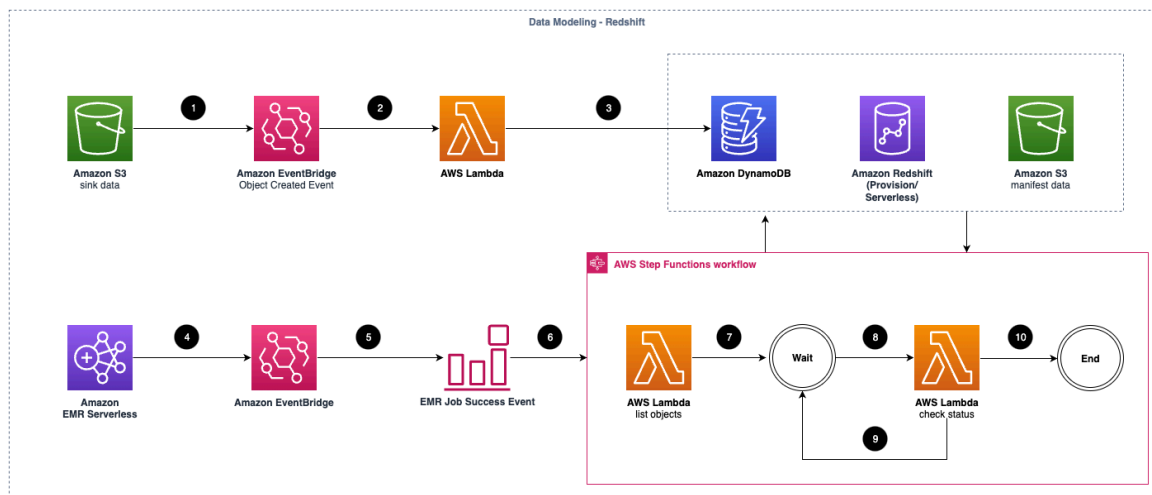 Data Modeling - Redshift
1
2
3
Amazon S3
sink data
Amazon EventBridge
Object Created Event
AWS Lambda
Amazon DynamoDB
Amazon Redshift
(Provision/
Serverless)
Amazon S3
manifest data
AWS Step Functions workflow
4
5
6
7
8
10
Wait
End
Amazon
EMR Serverless
Amazon EventBridge
EMR Job Success Event
AWS Lambda
list objects
AWS Lambda
check status
9